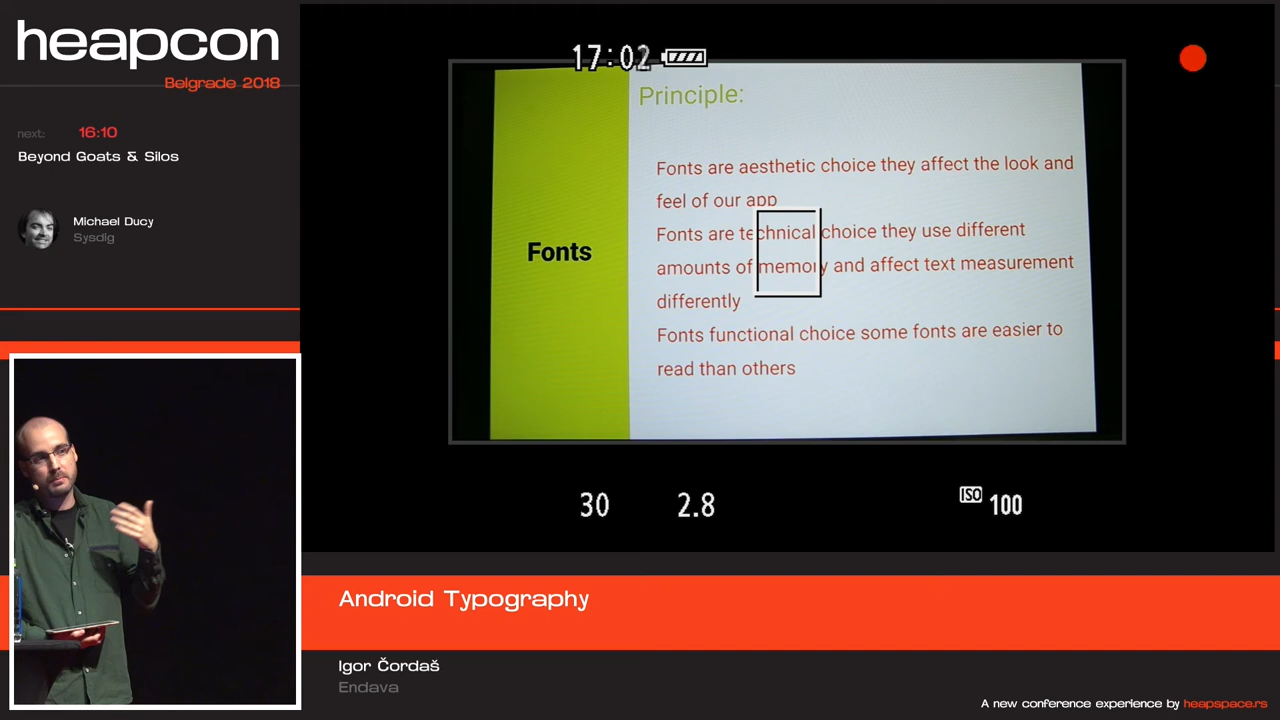 heapcon
Belgrade 2018
next: 16:10
Beyond Goats & Silos
Michael Ducy
Sysdig
17:02
Principle:
Fonts are aesthetic choice they affect the look and
feel of our app
Fonts are technical choice they use different
amounts of memory and affect text measurement
differently
Fonts functional choice some fonts are easier to
read than others
Fonts
30 2.8 ISO 100
Android Typography
Igor Čordaš
Endava
A new conference experience by heapspace.rs